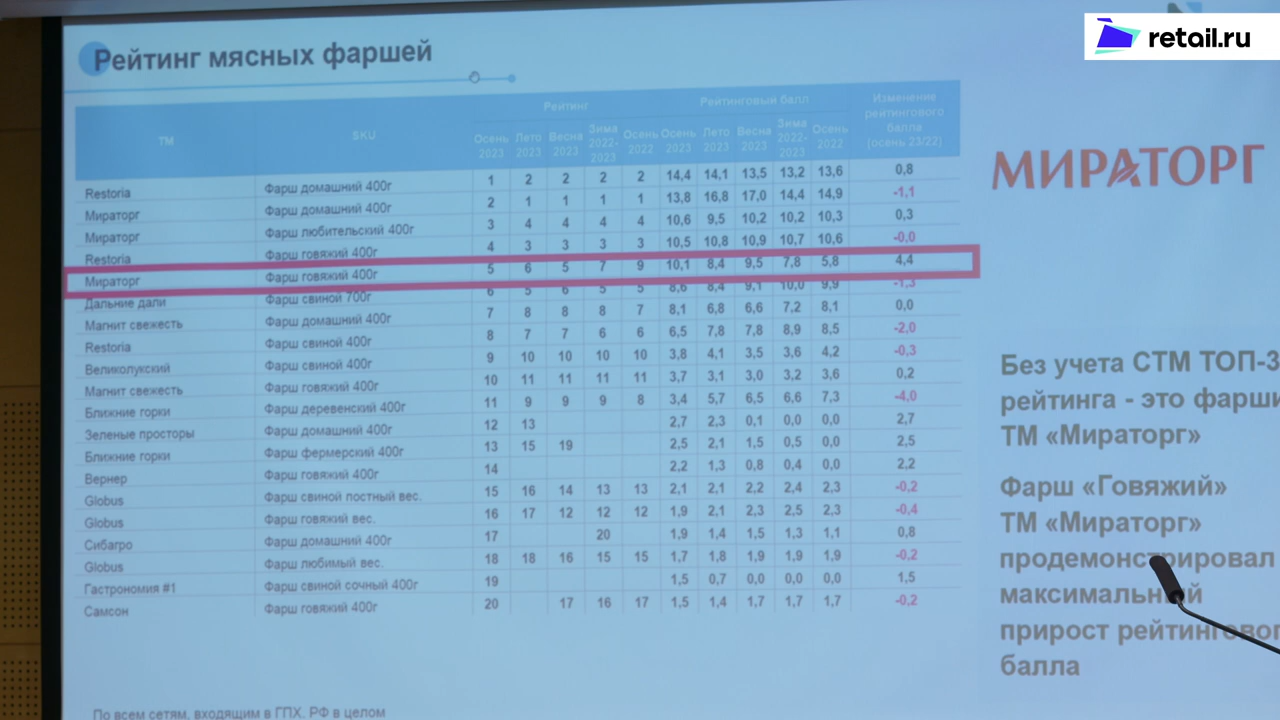 retail.ru
Рейтинг мясных фаршей
ТМ SKU Рейтинг Рейтинговый балл Изменение рейтингового балла (осень 23/22)
Осень 2023 Лето 2023 Весна 2023 Зима 2022-2023 Осень 2022 Осень 2023 Лето 2023 Весна 2023 Зима 2022-2023 Осень 2022
Restoria Фарш домашний 400г 1 2 2 2 2 14,4 14,1 13,5 13,2 13,6 0,8
Мираторг Фарш домашний 400г 2 1 1 1 1 13,8 16,8 17,0 14,4 14,9 -1,1
Мираторг Фарш любительский 400г 3 4 4 4 4 10,6 9,5 10,2 10,2 10,3 0,3
Restoria Фарш говяжий 400г 4 3 3 3 3 10,5 10,8 10,9 10,7 10,6 -0,0
Мираторг Фарш говяжий 400г 5 6 5 7 9 10,1 8,4 9,5 7,8 5,8 4,4
Дальние дали Фарш свиной 700г 6 5 6 5 5 8,6 8,4 9,1 10,0 9,9 -1,3
Магнит свежесть Фарш домашний 400г 7 8 8 8 7 8,1 6,8 6,6 7,2 8,1 0,0
Restoria Фарш свиной 400г 8 7 7 6 6 6,5 7,8 7,8 8,9 8,5 -2,0
Великолукский Фарш свиной 400г 9 10 10 10 10 3,8 4,1 3,5 3,6 4,2 -0,3
Магнит свежесть Фарш говяжий 400г 10 11 11 11 11 3,7 3,1 3,0 3,2 3,6 0,2
Ближние горки Фарш деревенский 400г 11 9 9 9 8 3,4 5,7 6,5 6,6 7,3 -4,0
Зеленые просторы Фарш домашний 400г 12 13 2,7 2,3 0,1 0,0 0,0 2,7
Ближние горки Фарш фермерский 400г 13 15 19 2,5 2,1 1,5 0,5 0,0 2,5
Вернер Фарш говяжий 400г 14 2,2 1,3 0,8 0,4 0,0 2,2
Globus Фарш свиной постный вес. 15 16 14 13 13 2,1 2,1 2,2 2,4 2,3 -0,2
Globus Фарш говяжий вес. 16 17 12 12 12 1,9 2,1 2,3 2,5 2,3 -0,4
Сибагро Фарш домашний 400г 17 20 1,9 1,4 1,5 1,3 1,1 0,8
Globus Фарш любимый вес. 18 18 16 15 15 1,7 1,8 1,9 1,9 1,9 -0,2
Гастрономия #1 Фарш свиной сочный 400г 19 1,5 0,7 0,0 0,0 0,0 1,5
Самсон Фарш говяжий 400г 20 17 16 17 1,5 1,4 1,7 1,7 1,7 -0,2
По всем сетям, входящим в ГПХ. РФ в целом
МИРАТОРГ
Без учета СТМ ТОП-3
рейтинга - это фарши
ТМ «Мираторг»
Фарш «Говяжий»
ТМ «Мираторг»
продемонстрировал
максимальный
прирост рейтингового
балла